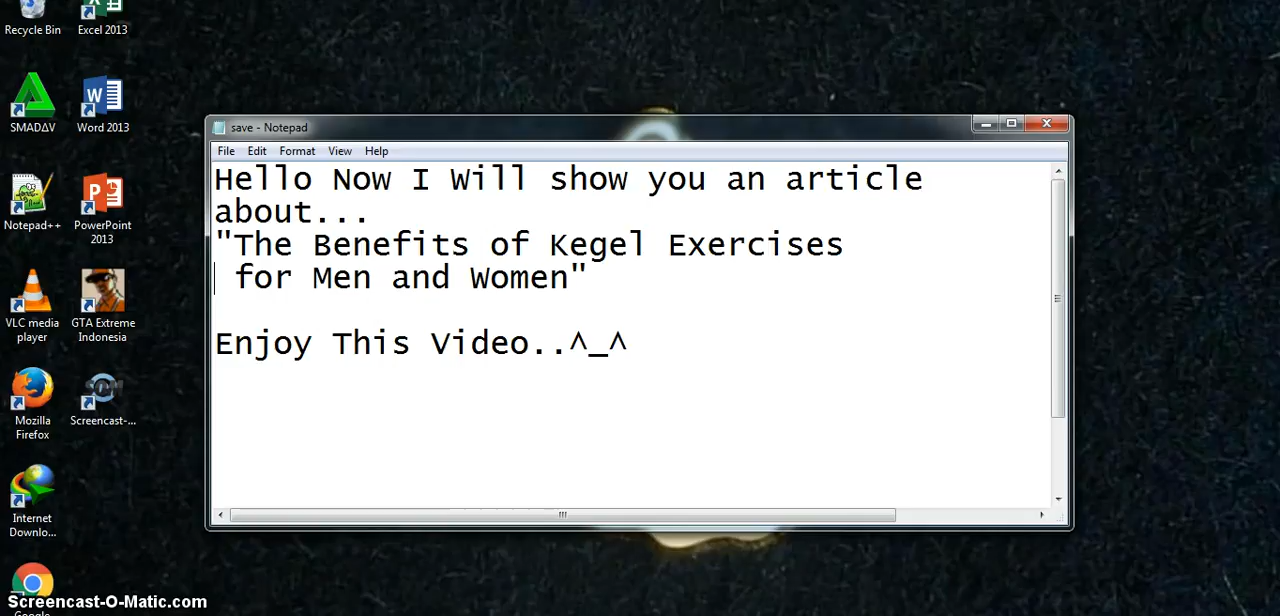 Recycle Bin
Excel 2013
SMADAV
Word 2013
Notepad++
PowerPoint
2013
VLC media
player
GTA Extreme
Indonesia
Mozilla
Firefox
Screencast-...
Internet
Downlo...
Google
save - Notepad
File Edit Format View Help
Hello Now I Will show you an article
about...
"The Benefits of Kegel Exercises
for Men and Women"
Enjoy This Video..^_^
Screencast-O-Matic.com